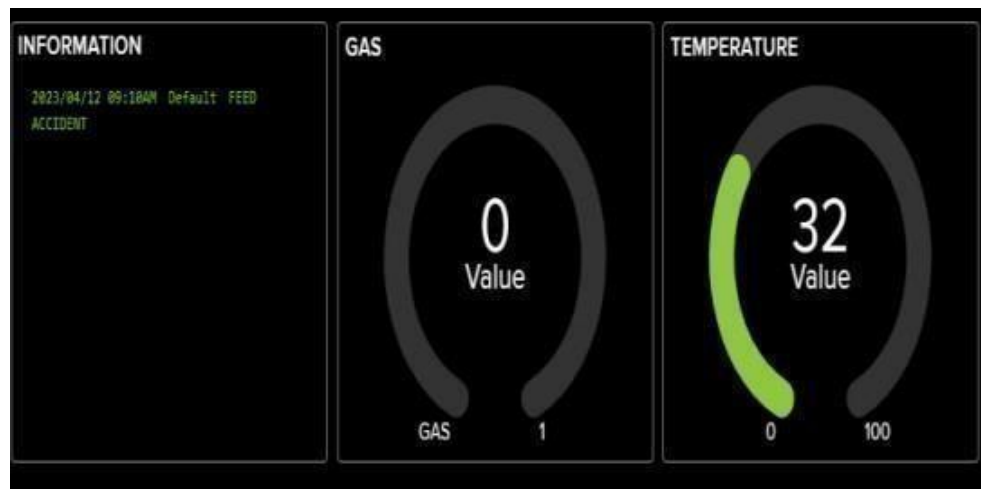 INFORMATION
2023/04/12 09:10AM Default FEED
ACCIDENT
GAS
0
Value
GAS 1
TEMPERATURE
32
Value
0 100